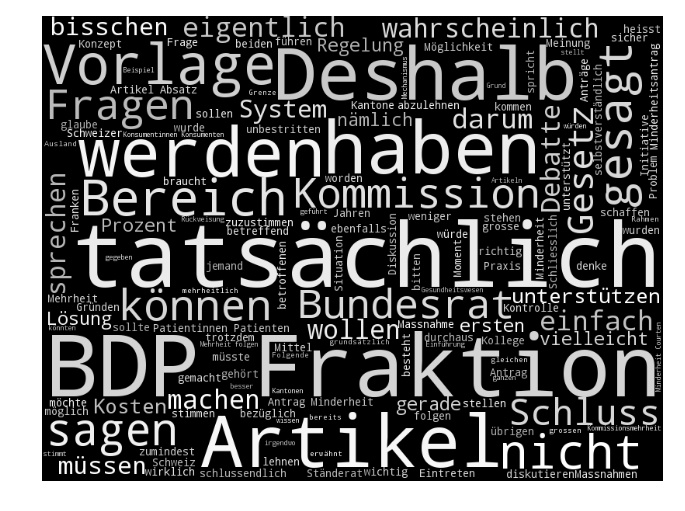 bisschen eigentlich wahrscheinlich heisst
Konzept Frage beiden führen Regelung Möglichkeit Meinung sicher
Vorlage Deshalb stellt
Beispiel Mechanismus Grund spricht
Artikel Absatz Grenze
Fragen sollen System Kantone abzulehnen kommen Anträge
glaube wurde nämlich darum
Schweizer Konsumentinnen Konsumenten unbestritten würden
Ausland
werden haben Debatte Gesetz gesagt
unterstützt selbstverständlich Initiative Problem Minderheitsantrag
sprechen braucht worden Artikeln
Bereich Kommission
Franken Rückweisung geführt Jahren weniger stehen schaffen Rahmen
Prozent zuzustimmen ebenfalls würde grosse wurden
betreffend Diskussion Moment Minderheit Schliesslich
tatsächlich
gegeben jemand betroffenen Situation bitten richtig Praxis denke
Mehrheit mehrheitlich Gesundheitswesen
Gründen können Bundesrat unterstützen
Lösung Kontrolle
könnten sollte Patientinnen Patienten wollen Massnahme ersten einfach
trotzdem grundsätzlich durchaus Kollege vielleicht
Mehrheit folgen Mittel Einführung
müsste Folgende besteht gleichen Minderheit Courten
BDP Fraktion
gemacht gehört Antrag ganzen
besser Kantonen
möchte machen
möglich Kosten Antrag Minderheit gerade stellen Schluss
stimmen bezüglich bereits folgen
sagen wissen übrigen grossen Kommissionsmehrheit
Artikel nicht
stimmt zumindest irgendwo
müssen Schweiz erwähnt
wirklich lehnen Ständerat wichtig diskutieren Massnahmen
schlussendlich Eintreten